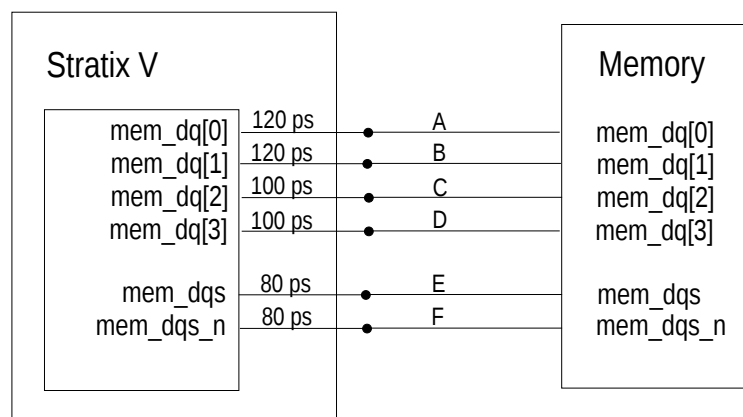 Stratix V
Memory
mem_dq[0] 120 ps A mem_dq[0]
mem_dq[1] 120 ps B mem_dq[1]
mem_dq[2] 100 ps C mem_dq[2]
mem_dq[3] 100 ps D mem_dq[3]
mem_dqs 80 ps E mem_dqs
mem_dqs_n 80 ps F mem_dqs_n